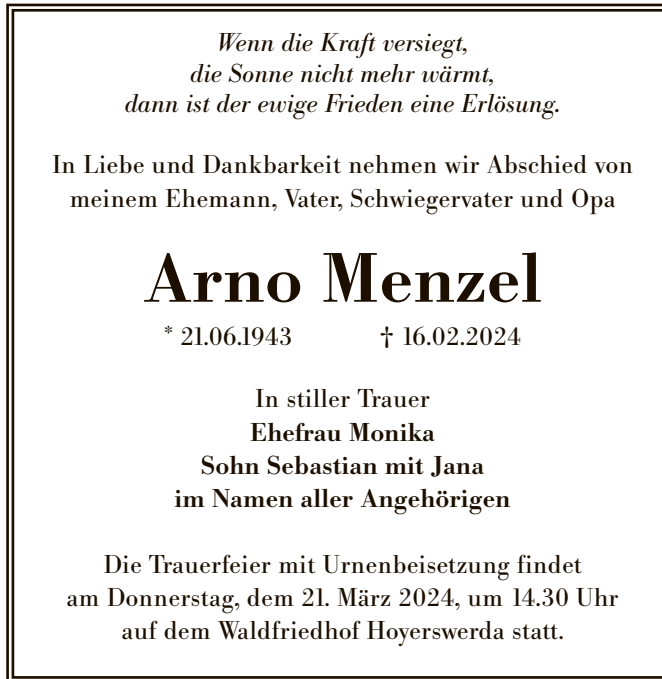 Wenn die Kraft versiegt,
die Sonne nicht mehr wärmt,
dann ist der ewige Frieden eine Erlösung.
In Liebe und Dankbarkeit nehmen wir Abschied von
meinem Ehemann, Vater, Schwiegervater und Opa
Arno Menzel
* 21.06.1943 † 16.02.2024
In stiller Trauer
Ehefrau Monika
Sohn Sebastian mit Jana
im Namen aller Angehörigen
Die Trauerfeier mit Urnenbeisetzung findet
am Donnerstag, dem 21. März 2024, um 14.30 Uhr
auf dem Waldfriedhof Hoyerswerda statt.